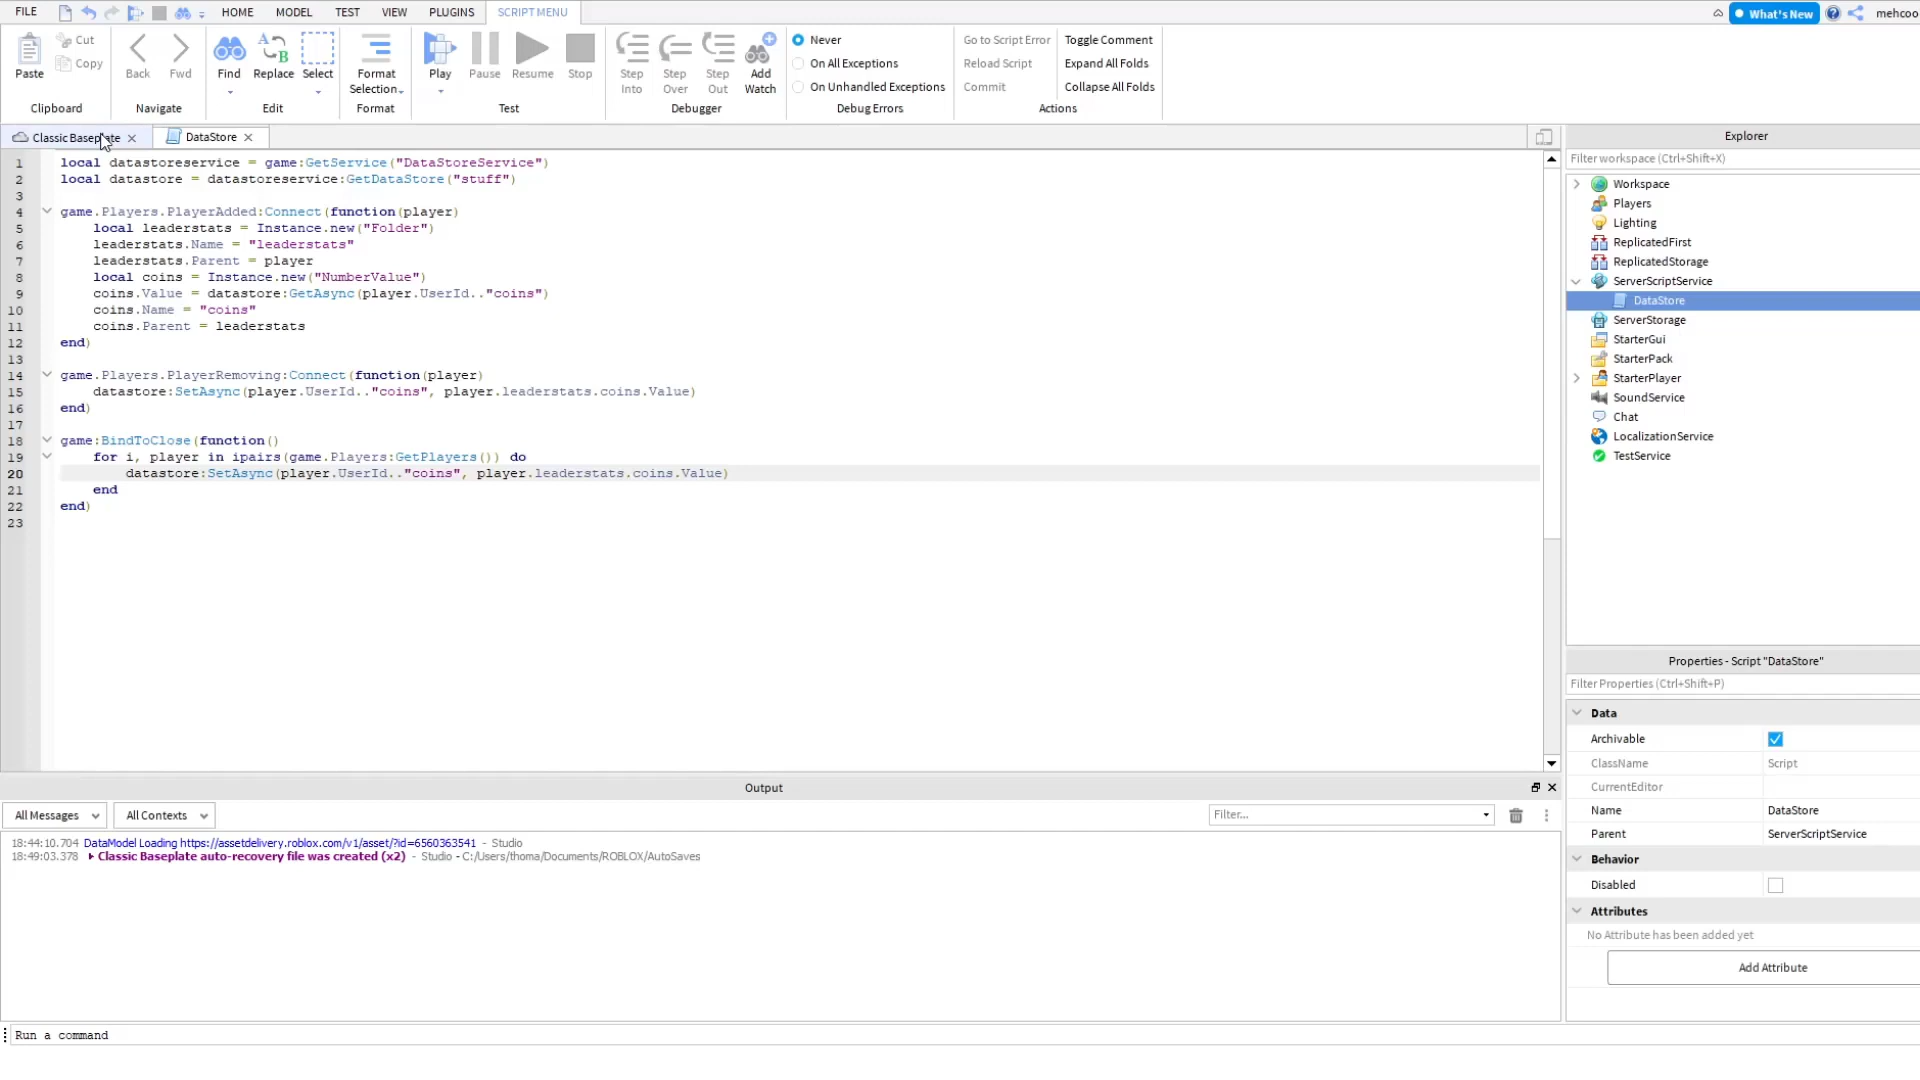 FILE HOME MODEL TEST VIEW PLUGINS SCRIPT MENU What's New mehcoo
Paste Cut Copy
Clipboard
Back Fwd
Navigate
Find Replace Select
Edit
Format Selection
Format
Play Pause Resume Stop
Test
Step Into Step Over Step Out Add Watch
Debugger
Never
On All Exceptions
On Unhandled Exceptions
Debug Errors
Go to Script Error Toggle Comment
Reload Script Expand All Folds
Commit Collapse All Folds
Actions
Classic Baseplate DataStore
1 local datastoreservice = game:GetService("DataStoreService")
2 local datastore = datastoreservice:GetDataStore("stuff")
3
4 game.Players.PlayerAdded:Connect(function(player)
5 local leaderstats = Instance.new("Folder")
6 leaderstats.Name = "leaderstats"
7 leaderstats.Parent = player
8 local coins = Instance.new("NumberValue")
9 coins.Value = datastore:GetAsync(player.UserId.."coins")
10 coins.Name = "coins"
11 coins.Parent = leaderstats
12 end)
13
14 game.Players.PlayerRemoving:Connect(function(player)
15 datastore:SetAsync(player.UserId.."coins", player.leaderstats.coins.Value)
16 end)
17
18 game:BindToClose(function()
19 for i, player in ipairs(game.Players:GetPlayers()) do
20 datastore:SetAsync(player.UserId.."coins", player.leaderstats.coins.Value)
21 end
22 end)
23
Explorer
Filter workspace (Ctrl+Shift+X)
Workspace
Players
Lighting
ReplicatedFirst
ReplicatedStorage
ServerScriptService
DataStore
ServerStorage
StarterGui
StarterPack
StarterPlayer
SoundService
Chat
LocalizationService
TestService
Properties - Script "DataStore"
Filter Properties (Ctrl+Shift+P)
Data
Archivable
ClassName Script
CurrentEditor
Name DataStore
Parent ServerScriptService
Behavior
Disabled
Attributes
No Attribute has been added yet
Add Attribute
Output
All Messages All Contexts Filter...
18:44:10.704 DataModel Loading https://assetdelivery.roblox.com/v1/asset/?id=6560363541 - Studio
18:49:03.378 Classic Baseplate auto-recovery file was created (x2) - Studio - C:/Users/thoma/Documents/ROBLOX/AutoSaves
Run a command